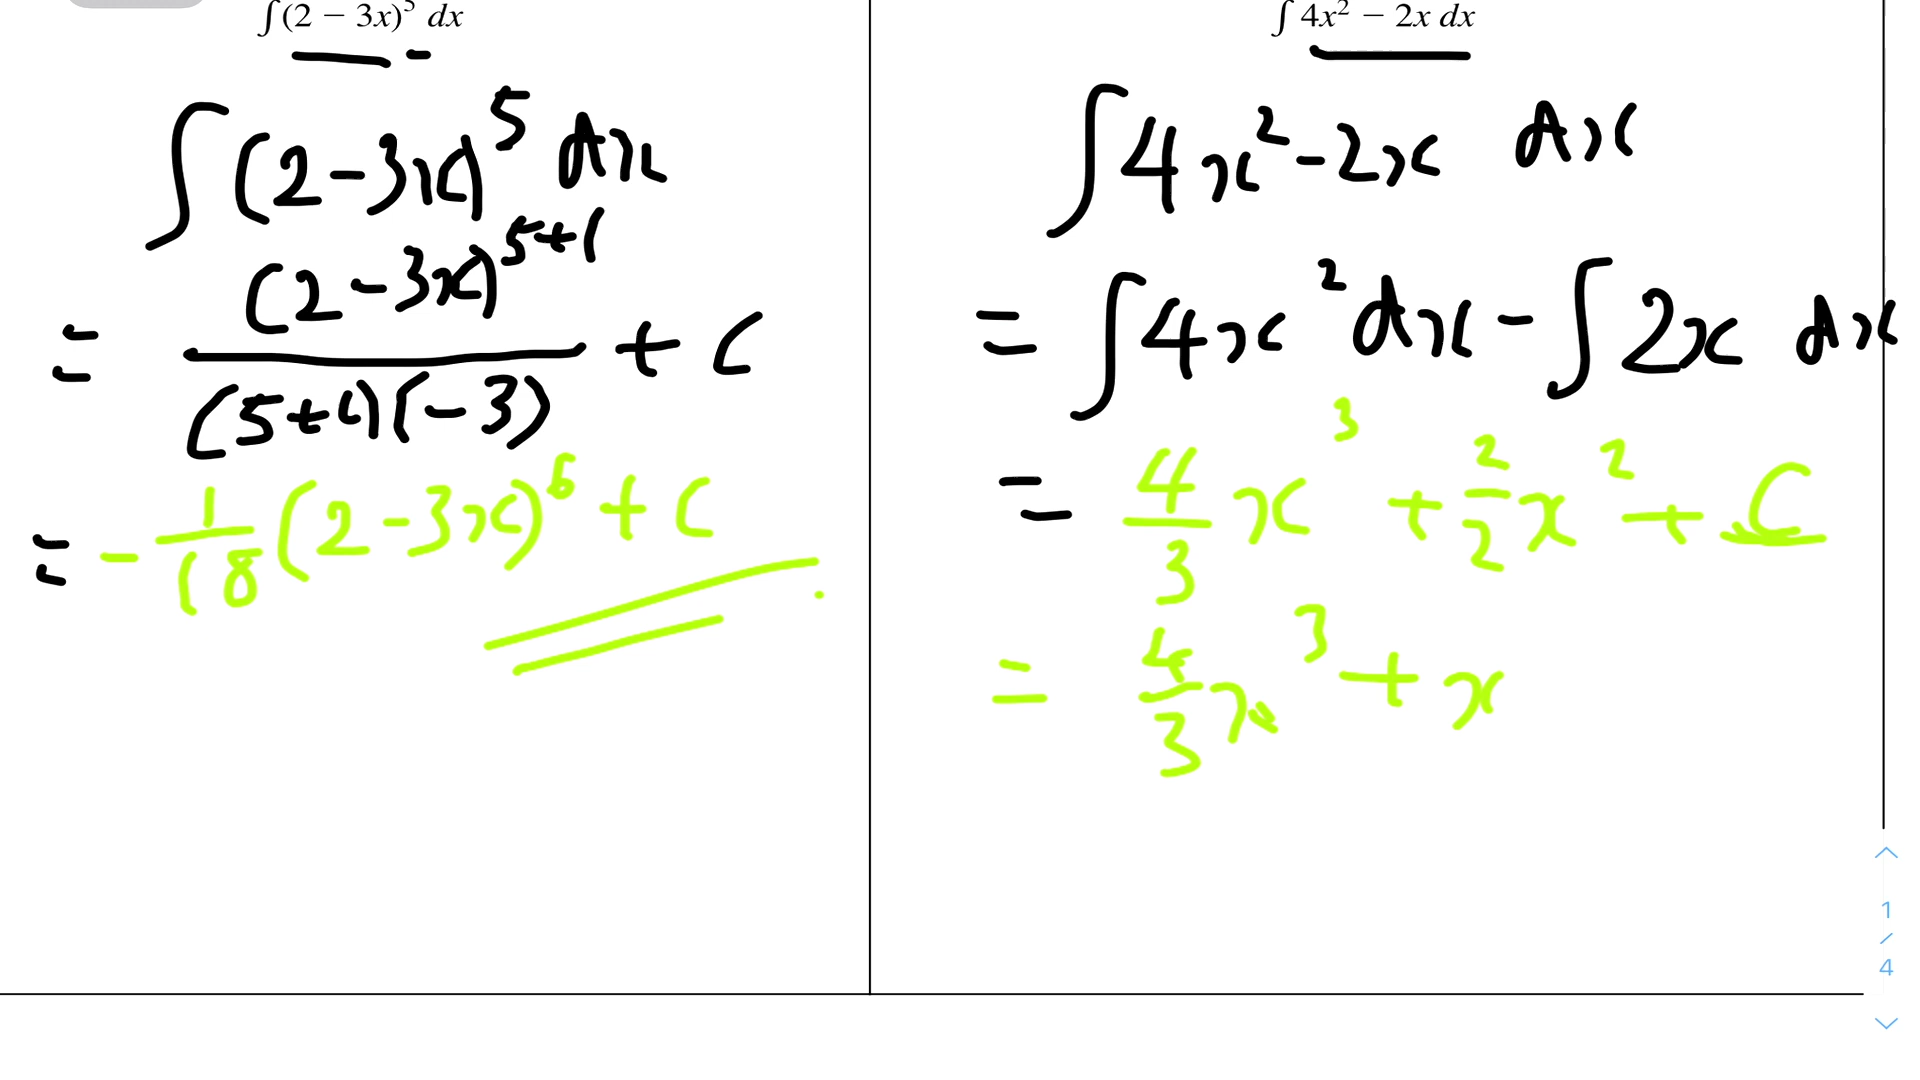 ∫(2 − 3x)⁵ dx
∫(2-3x)⁵ dx
= (2-3x)⁵⁺¹ / (5+1)(-3) + C
= - 1/18 (2-3x)⁶ + C
∫ 4x² − 2x dx
∫4x²-2x dx
= ∫4x² dx - ∫2x dx
= 4/3 x³ + 2/2 x² + C
= 4/3 x³ + x
1
/
4